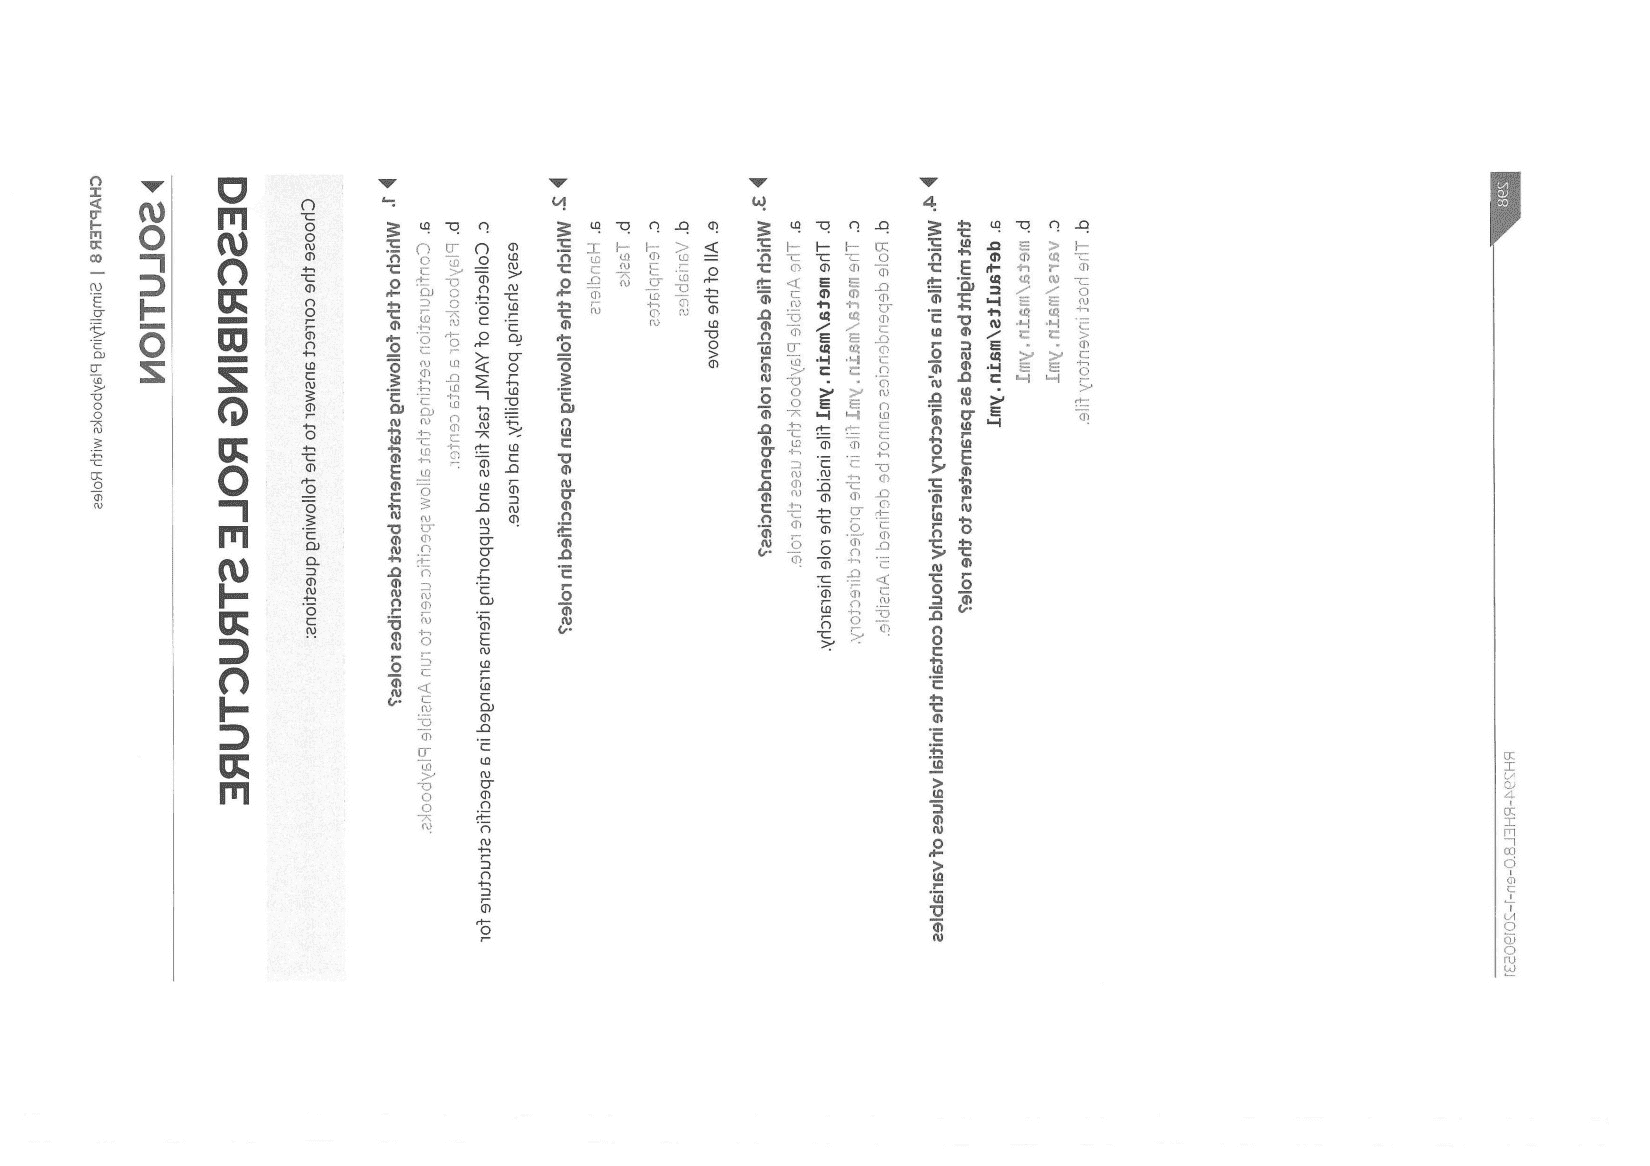 CHAPTER 8 | Simplifying Playbooks with Roles
SOLUTION
DESCRIBING ROLE STRUCTURE
Choose the correct answer to the following questions:
1. Which of the following statements best describes roles?
a. Configuration settings that allow specific users to run Ansible Playbooks.
b. Playbooks for a data center.
c. Collection of YAML task files and supporting items arranged in a specific structure for
easy sharing, portability, and reuse.
2. Which of the following can be specified in roles?
a. Handlers
b. Tasks
c. Templates
d. Variables
e. All of the above
3. Which file declares role dependencies?
a. The Ansible Playbook that uses the role.
b. The meta/main.yml file inside the role hierarchy.
c. The meta/main.yml file in the project directory.
d. Role dependencies cannot be defined in Ansible.
4. Which file in a role's directory hierarchy should contain the initial values of variables
that might be used as parameters to the role?
a. defaults/main.yml
b. meta/main.yml
c. vars/main.yml
d. The host inventory file.
298
RH294-RHEL8.0-en-1-20190531